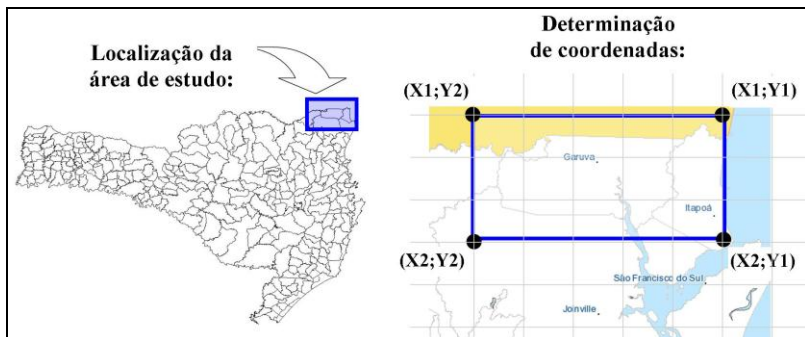 Localização da
área de estudo:
Determinação
de coordenadas:
(X1;Y2)
(X1;Y1)
Garuva
Itapoá
(X2;Y2)
(X2;Y1)
São Francisco do Sul
Joinville